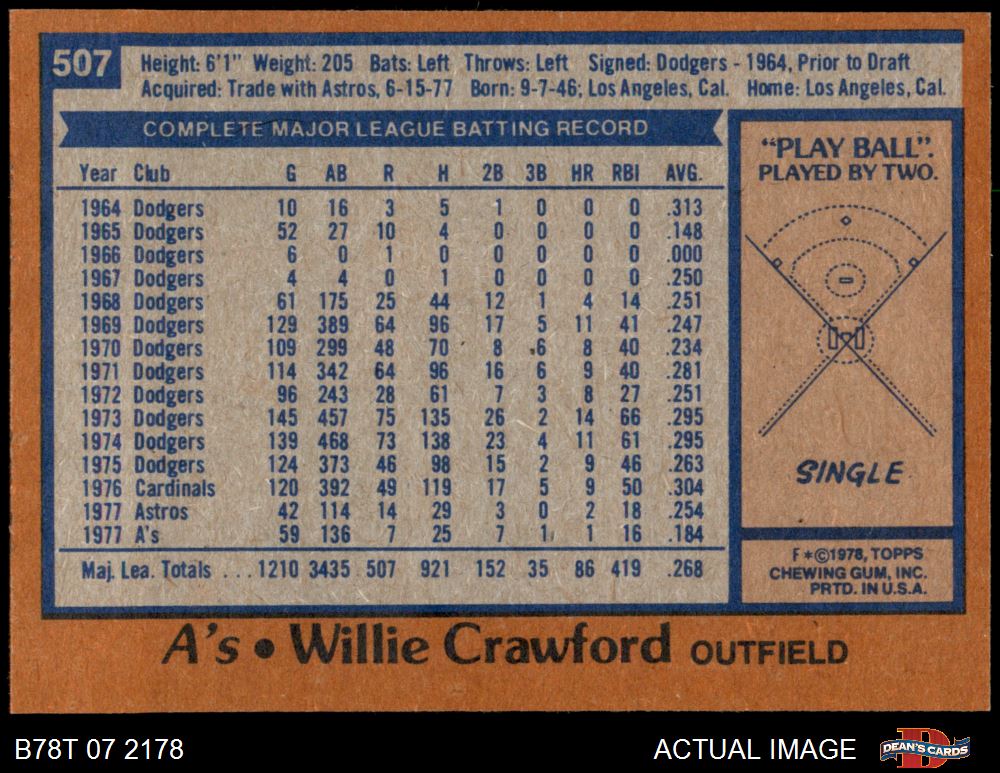 507
Height: 6'1" Weight: 205 Bats: Left Throws: Left Signed: Dodgers - 1964, Prior to Draft
Acquired: Trade with Astros, 6-15-77 Born: 9-7-46; Los Angeles, Cal. Home: Los Angeles, Cal.
COMPLETE MAJOR LEAGUE BATTING RECORD
Year Club G AB R H 2B 3B HR RBI AVG.
1964 Dodgers 10 16 3 5 1 0 0 0 .313
1965 Dodgers 52 27 10 4 0 0 0 0 .148
1966 Dodgers 6 0 1 0 0 0 0 0 .000
1967 Dodgers 4 4 0 1 0 0 0 0 .250
1968 Dodgers 61 175 25 44 12 1 4 14 .251
1969 Dodgers 129 389 64 96 17 5 11 41 .247
1970 Dodgers 109 299 48 70 8 6 8 40 .234
1971 Dodgers 114 342 64 96 16 6 9 40 .281
1972 Dodgers 96 243 28 61 7 3 8 27 .251
1973 Dodgers 145 457 75 135 26 2 14 66 .295
1974 Dodgers 139 468 73 138 23 4 11 61 .295
1975 Dodgers 124 373 46 98 15 2 9 46 .263
1976 Cardinals 120 392 49 119 17 5 9 50 .304
1977 Astros 42 114 14 29 3 0 2 18 .254
1977 A's 59 136 7 25 7 1 1 16 .184
Maj. Lea. Totals ... 1210 3435 507 921 152 35 86 419 .268
"PLAY BALL".
PLAYED BY TWO.
SINGLE
F*©1978, TOPPS
CHEWING GUM, INC.
PRTD. IN U.S.A.
A's • Willie Crawford OUTFIELD
B78T 07 2178
ACTUAL IMAGE
DEAN'S CARDS